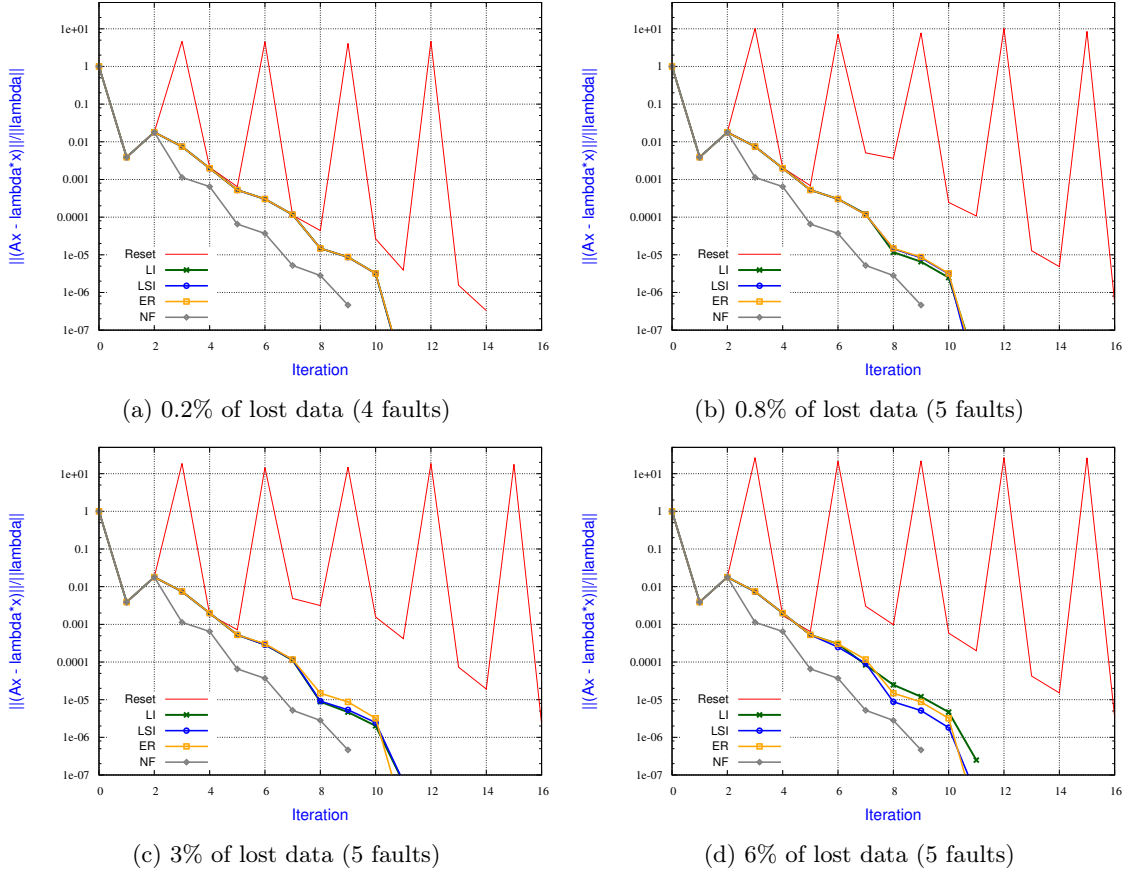 ||(Ax - lambda*x)||/||lambda||
1e+01
1
0.1
0.01
0.001
0.0001
1e-05
1e-06
1e-07
Reset
LI
LSI
ER
NF
0 2 4 6 8 10 12 14 16
Iteration
(a) 0.2% of lost data (4 faults)
||(Ax - lambda*x)||/||lambda||
1e+01
1
0.1
0.01
0.001
0.0001
1e-05
1e-06
1e-07
Reset
LI
LSI
ER
NF
0 2 4 6 8 10 12 14 16
Iteration
(b) 0.8% of lost data (5 faults)
||(Ax - lambda*x)||/||lambda||
1e+01
1
0.1
0.01
0.001
0.0001
1e-05
1e-06
1e-07
Reset
LI
LSI
ER
NF
0 2 4 6 8 10 12 14 16
Iteration
(c) 3% of lost data (5 faults)
||(Ax - lambda*x)||/||lambda||
1e+01
1
0.1
0.01
0.001
0.0001
1e-05
1e-06
1e-07
Reset
LI
LSI
ER
NF
0 2 4 6 8 10 12 14 16
Iteration
(d) 6% of lost data (5 faults)